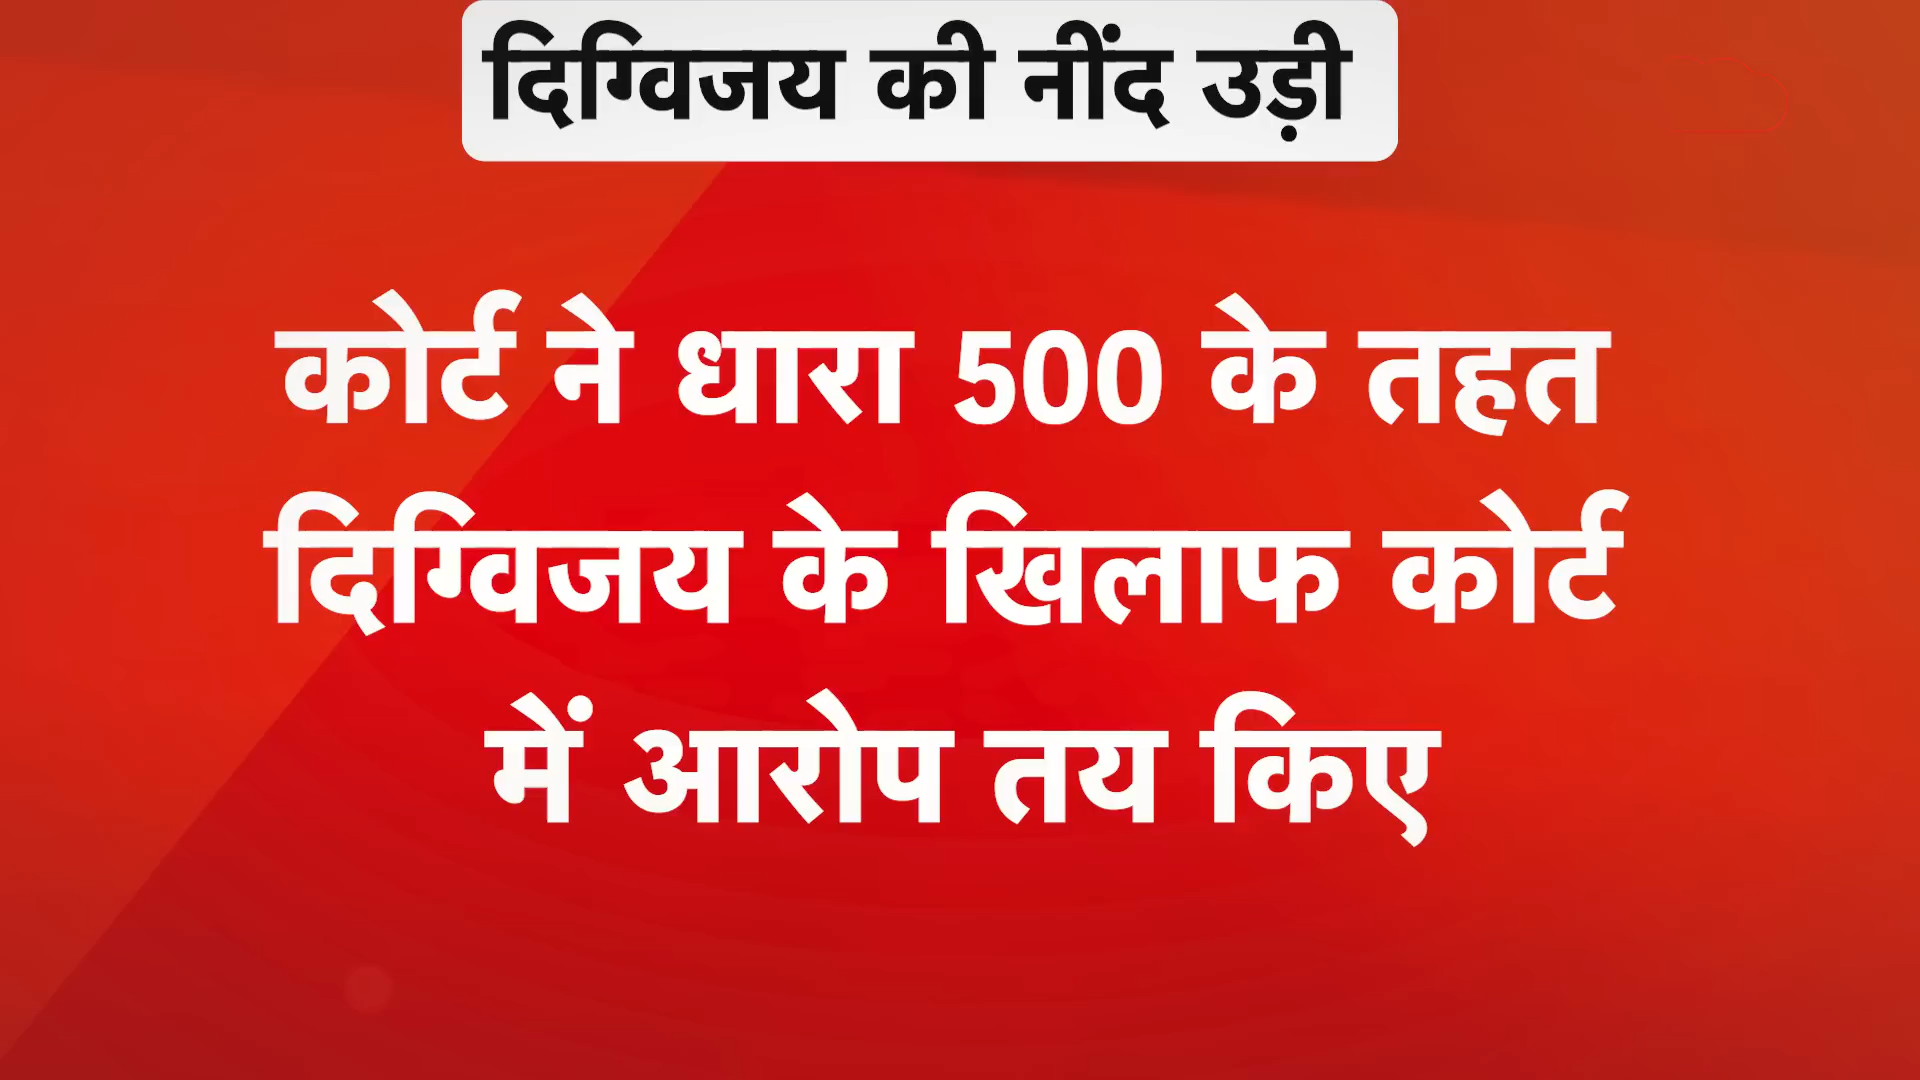 दिग्विजय की नींद उड़ी
कोर्ट ने धारा 500 के तहत
दिग्विजय के खिलाफ कोर्ट
में आरोप तय किए